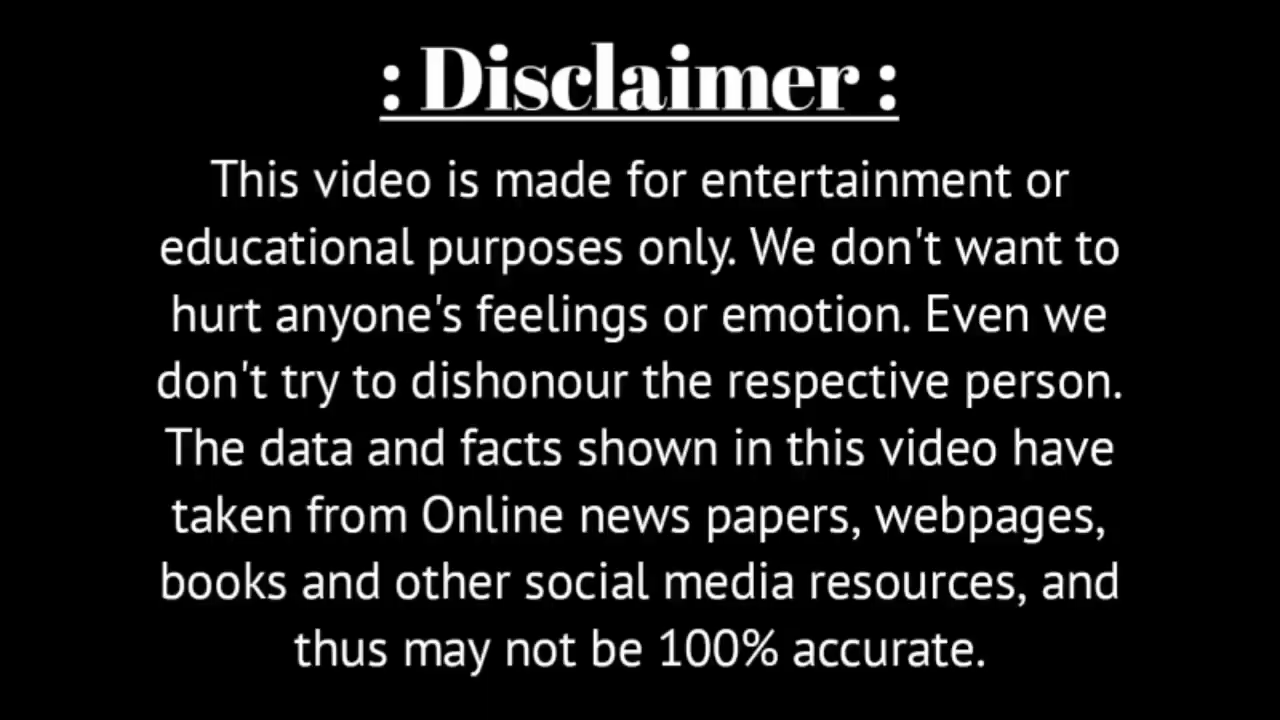 : Disclaimer :
This video is made for entertainment or
educational purposes only. We don't want to
hurt anyone's feelings or emotion. Even we
don't try to dishonour the respective person.
The data and facts shown in this video have
taken from Online news papers, webpages,
books and other social media resources, and
thus may not be 100% accurate.